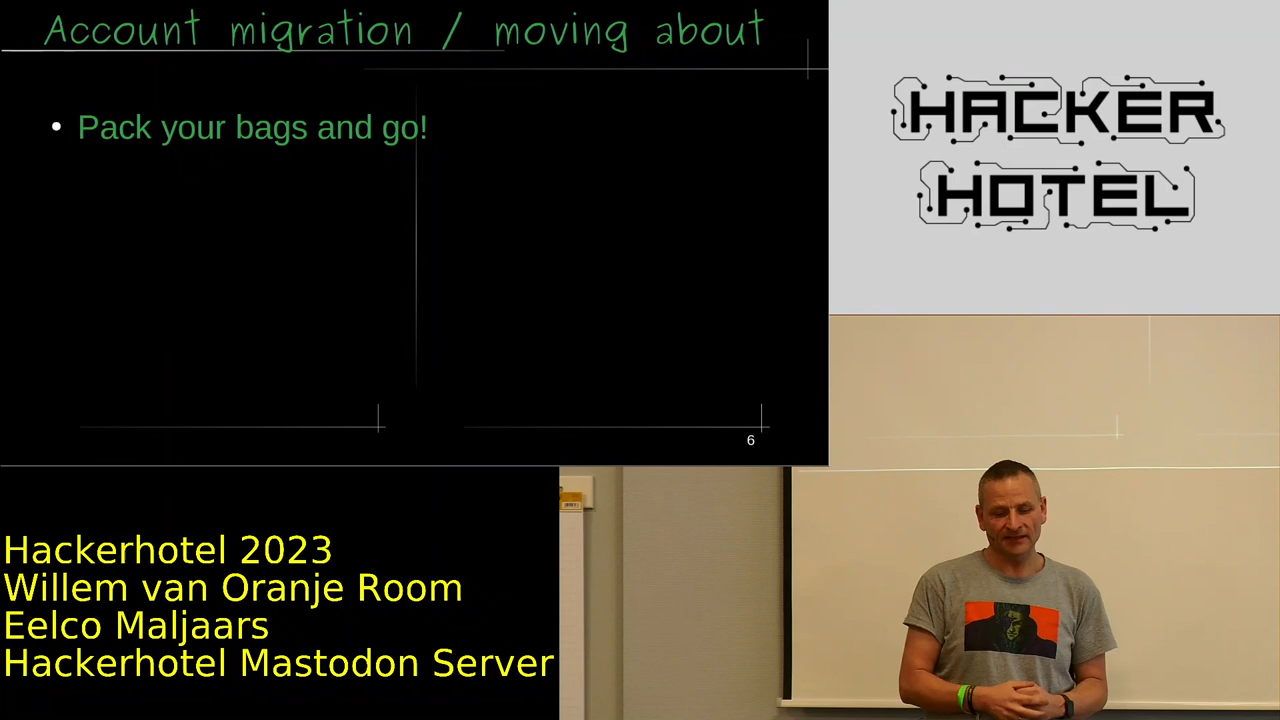 Account migration / moving about
• Pack your bags and go!
6
HACKER
HOTEL
Hackerhotel 2023
Willem van Oranje Room
Eelco Maljaars
Hackerhotel Mastodon Server